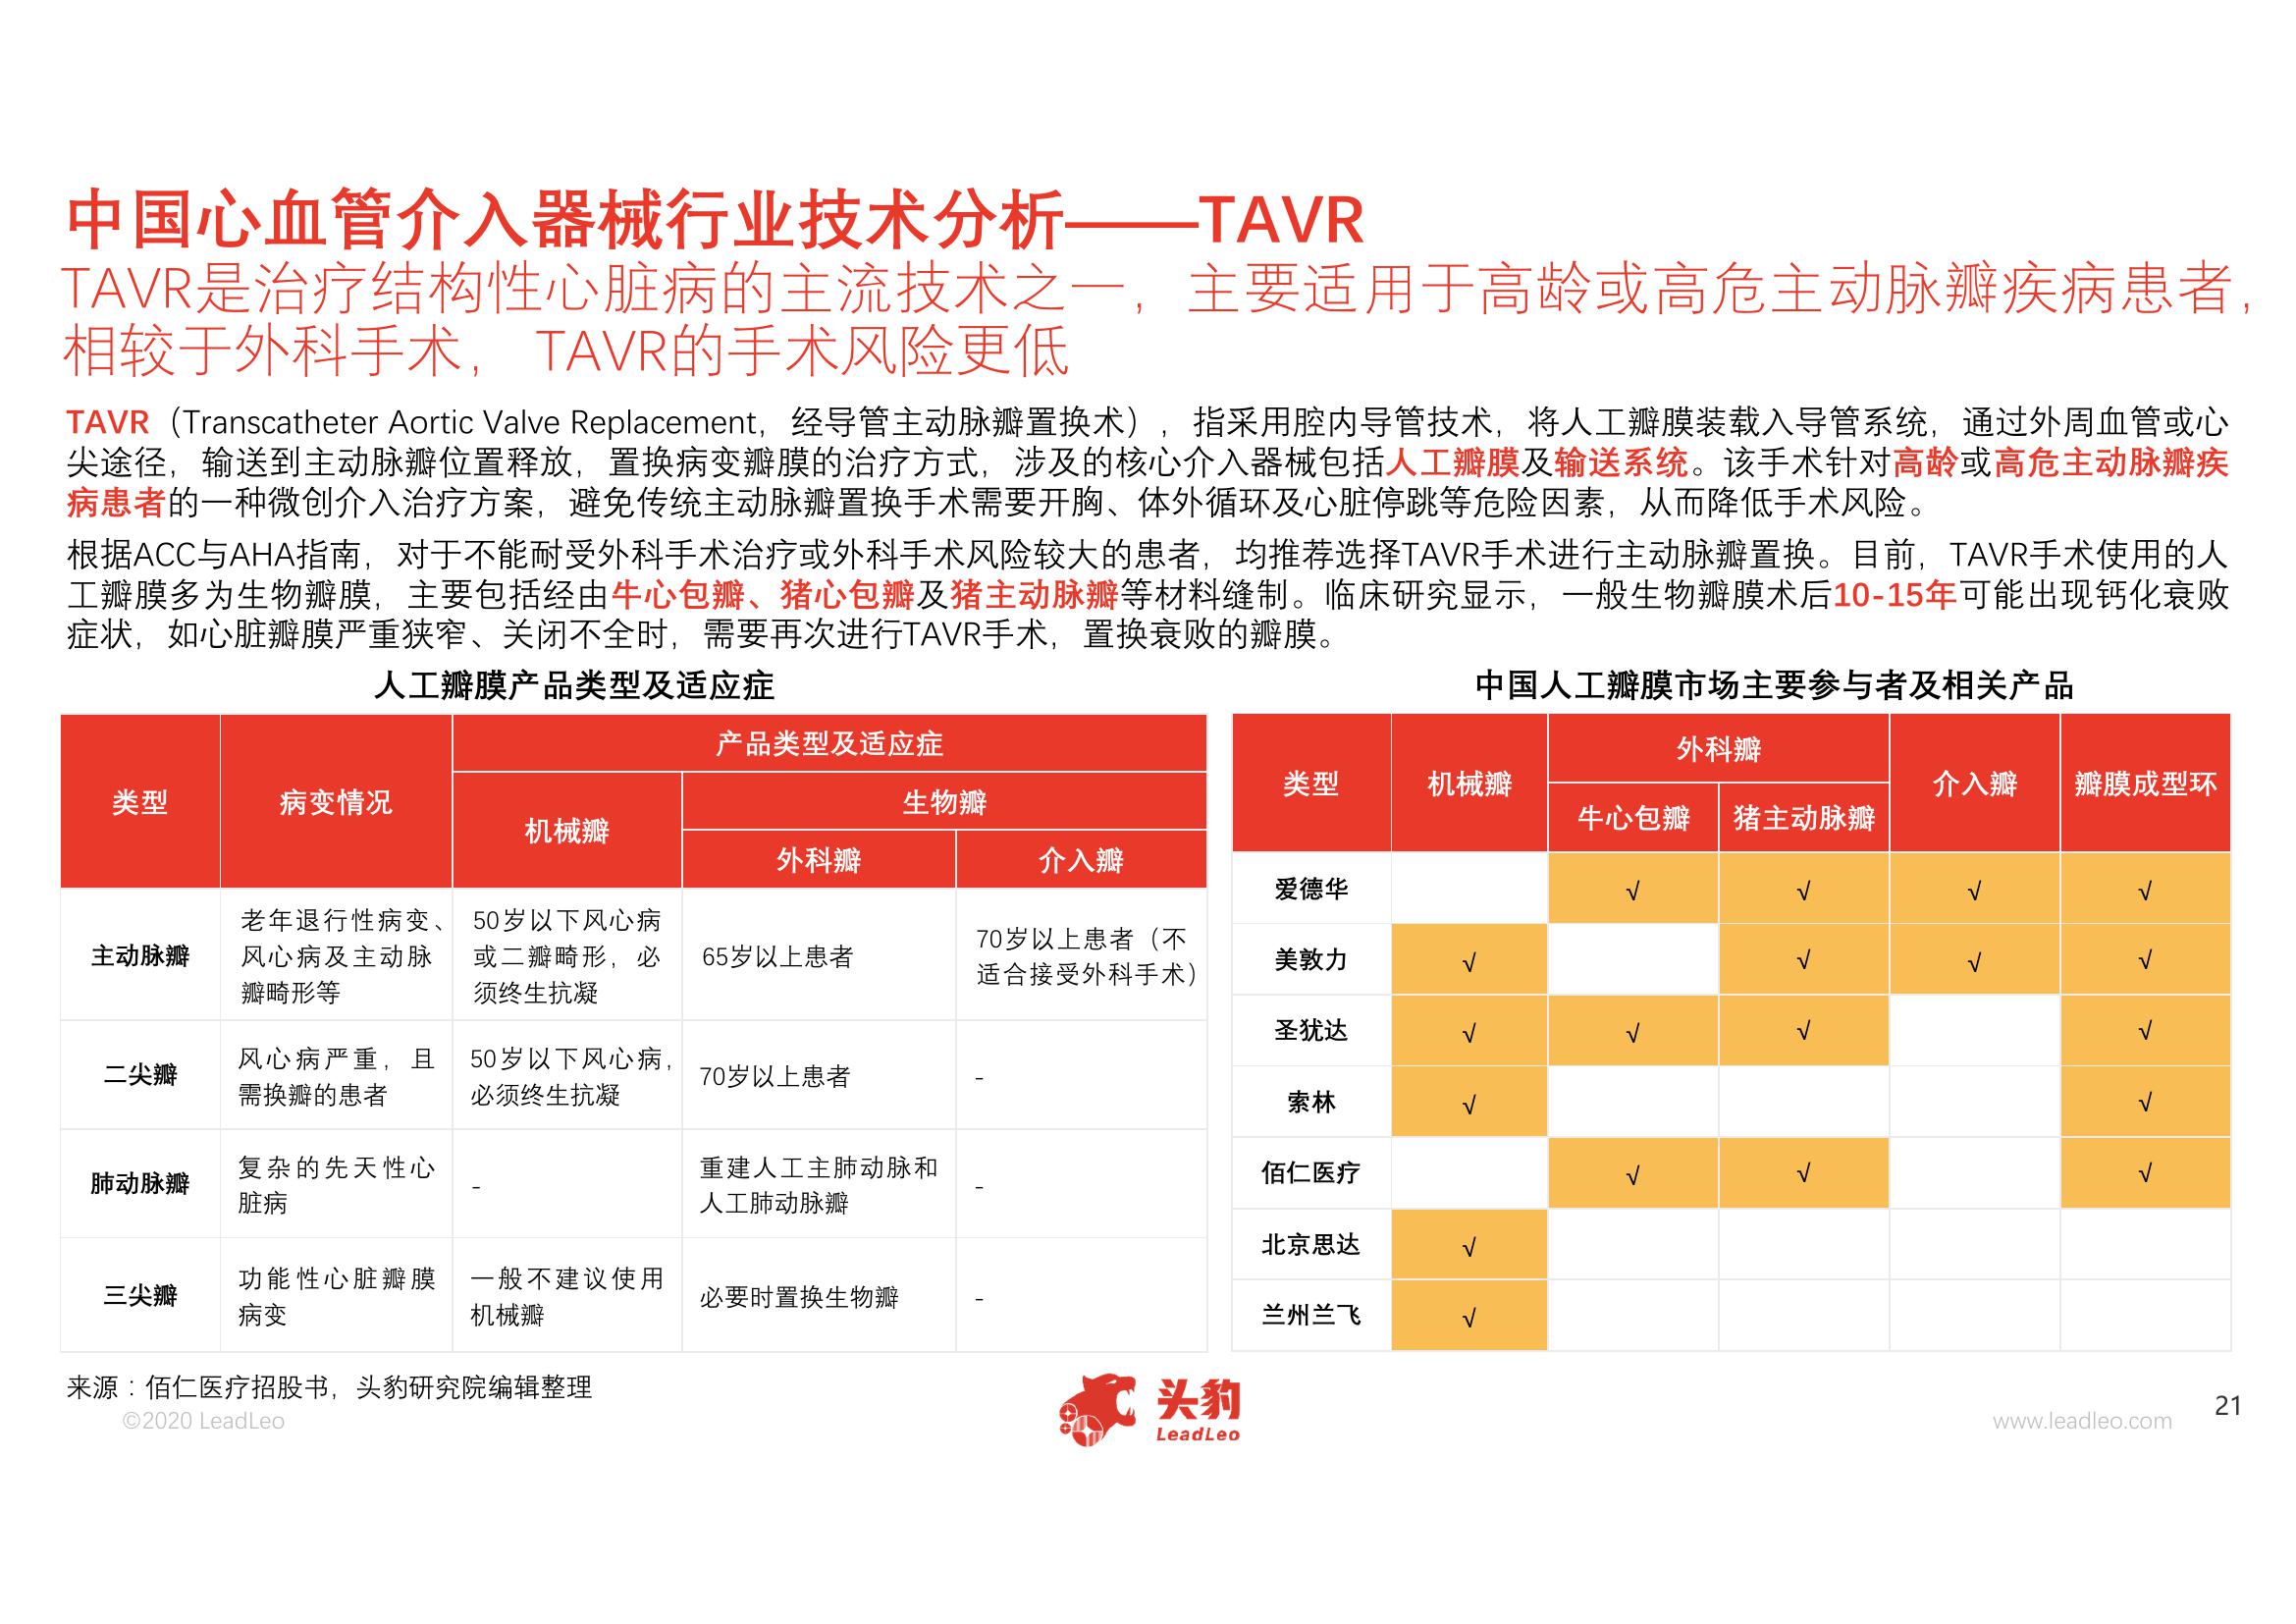 中国心血管介入器械行业技术分析——TAVR
TAVR是治疗结构性心脏病的主流技术之一，主要适用于高龄或高危主动脉瓣疾病患者，
相较于外科手术，TAVR的手术风险更低
TAVR（Transcatheter Aortic Valve Replacement，经导管主动脉瓣置换术），指采用腔内导管技术，将人工瓣膜装载入导管系统，通过外周血管或心
尖途径，输送到主动脉瓣位置释放，置换病变瓣膜的治疗方式，涉及的核心介入器械包括人工瓣膜及输送系统。该手术针对高龄或高危主动脉瓣疾
病患者的一种微创介入治疗方案，避免传统主动脉瓣置换手术需要开胸、体外循环及心脏停跳等危险因素，从而降低手术风险。
根据ACC与AHA指南，对于不能耐受外科手术治疗或外科手术风险较大的患者，均推荐选择TAVR手术进行主动脉瓣置换。目前，TAVR手术使用的人
工瓣膜多为生物瓣膜，主要包括经由牛心包瓣、猪心包瓣及猪主动脉瓣等材料缝制。临床研究显示，一般生物瓣膜术后10-15年可能出现钙化衰败
症状，如心脏瓣膜严重狭窄、关闭不全时，需要再次进行TAVR手术，置换衰败的瓣膜。
人工瓣膜产品类型及适应症
类型 病变情况 产品类型及适应症
机械瓣 生物瓣
外科瓣 介入瓣
主动脉瓣
老年退行性病变、
风心病及主动脉
瓣畸形等
50岁以下风心病
或二瓣畸形，必
须终生抗凝
65岁以上患者
70岁以上患者（不
适合接受外科手术）
二尖瓣
风心病严重，且
需换瓣的患者
50岁以下风心病，
必须终生抗凝
70岁以上患者
-
肺动脉瓣
复杂的先天性心
脏病
-
重建人工主肺动脉和
人工肺动脉瓣
-
三尖瓣
功能性心脏瓣膜
病变
一般不建议使用
机械瓣
必要时置换生物瓣
-
中国人工瓣膜市场主要参与者及相关产品
类型 机械瓣 外科瓣 介入瓣 瓣膜成型环
牛心包瓣 猪主动脉瓣
爱德华 √ √ √ √
美敦力 √ √ √ √
圣犹达 √ √ √ √
索林 √ √
佰仁医疗 √ √ √
北京思达 √
兰州兰飞 √
来源：佰仁医疗招股书，头豹研究院编辑整理
©2020 LeadLeo
头豹
LeadLeo
www.leadleo.com
21